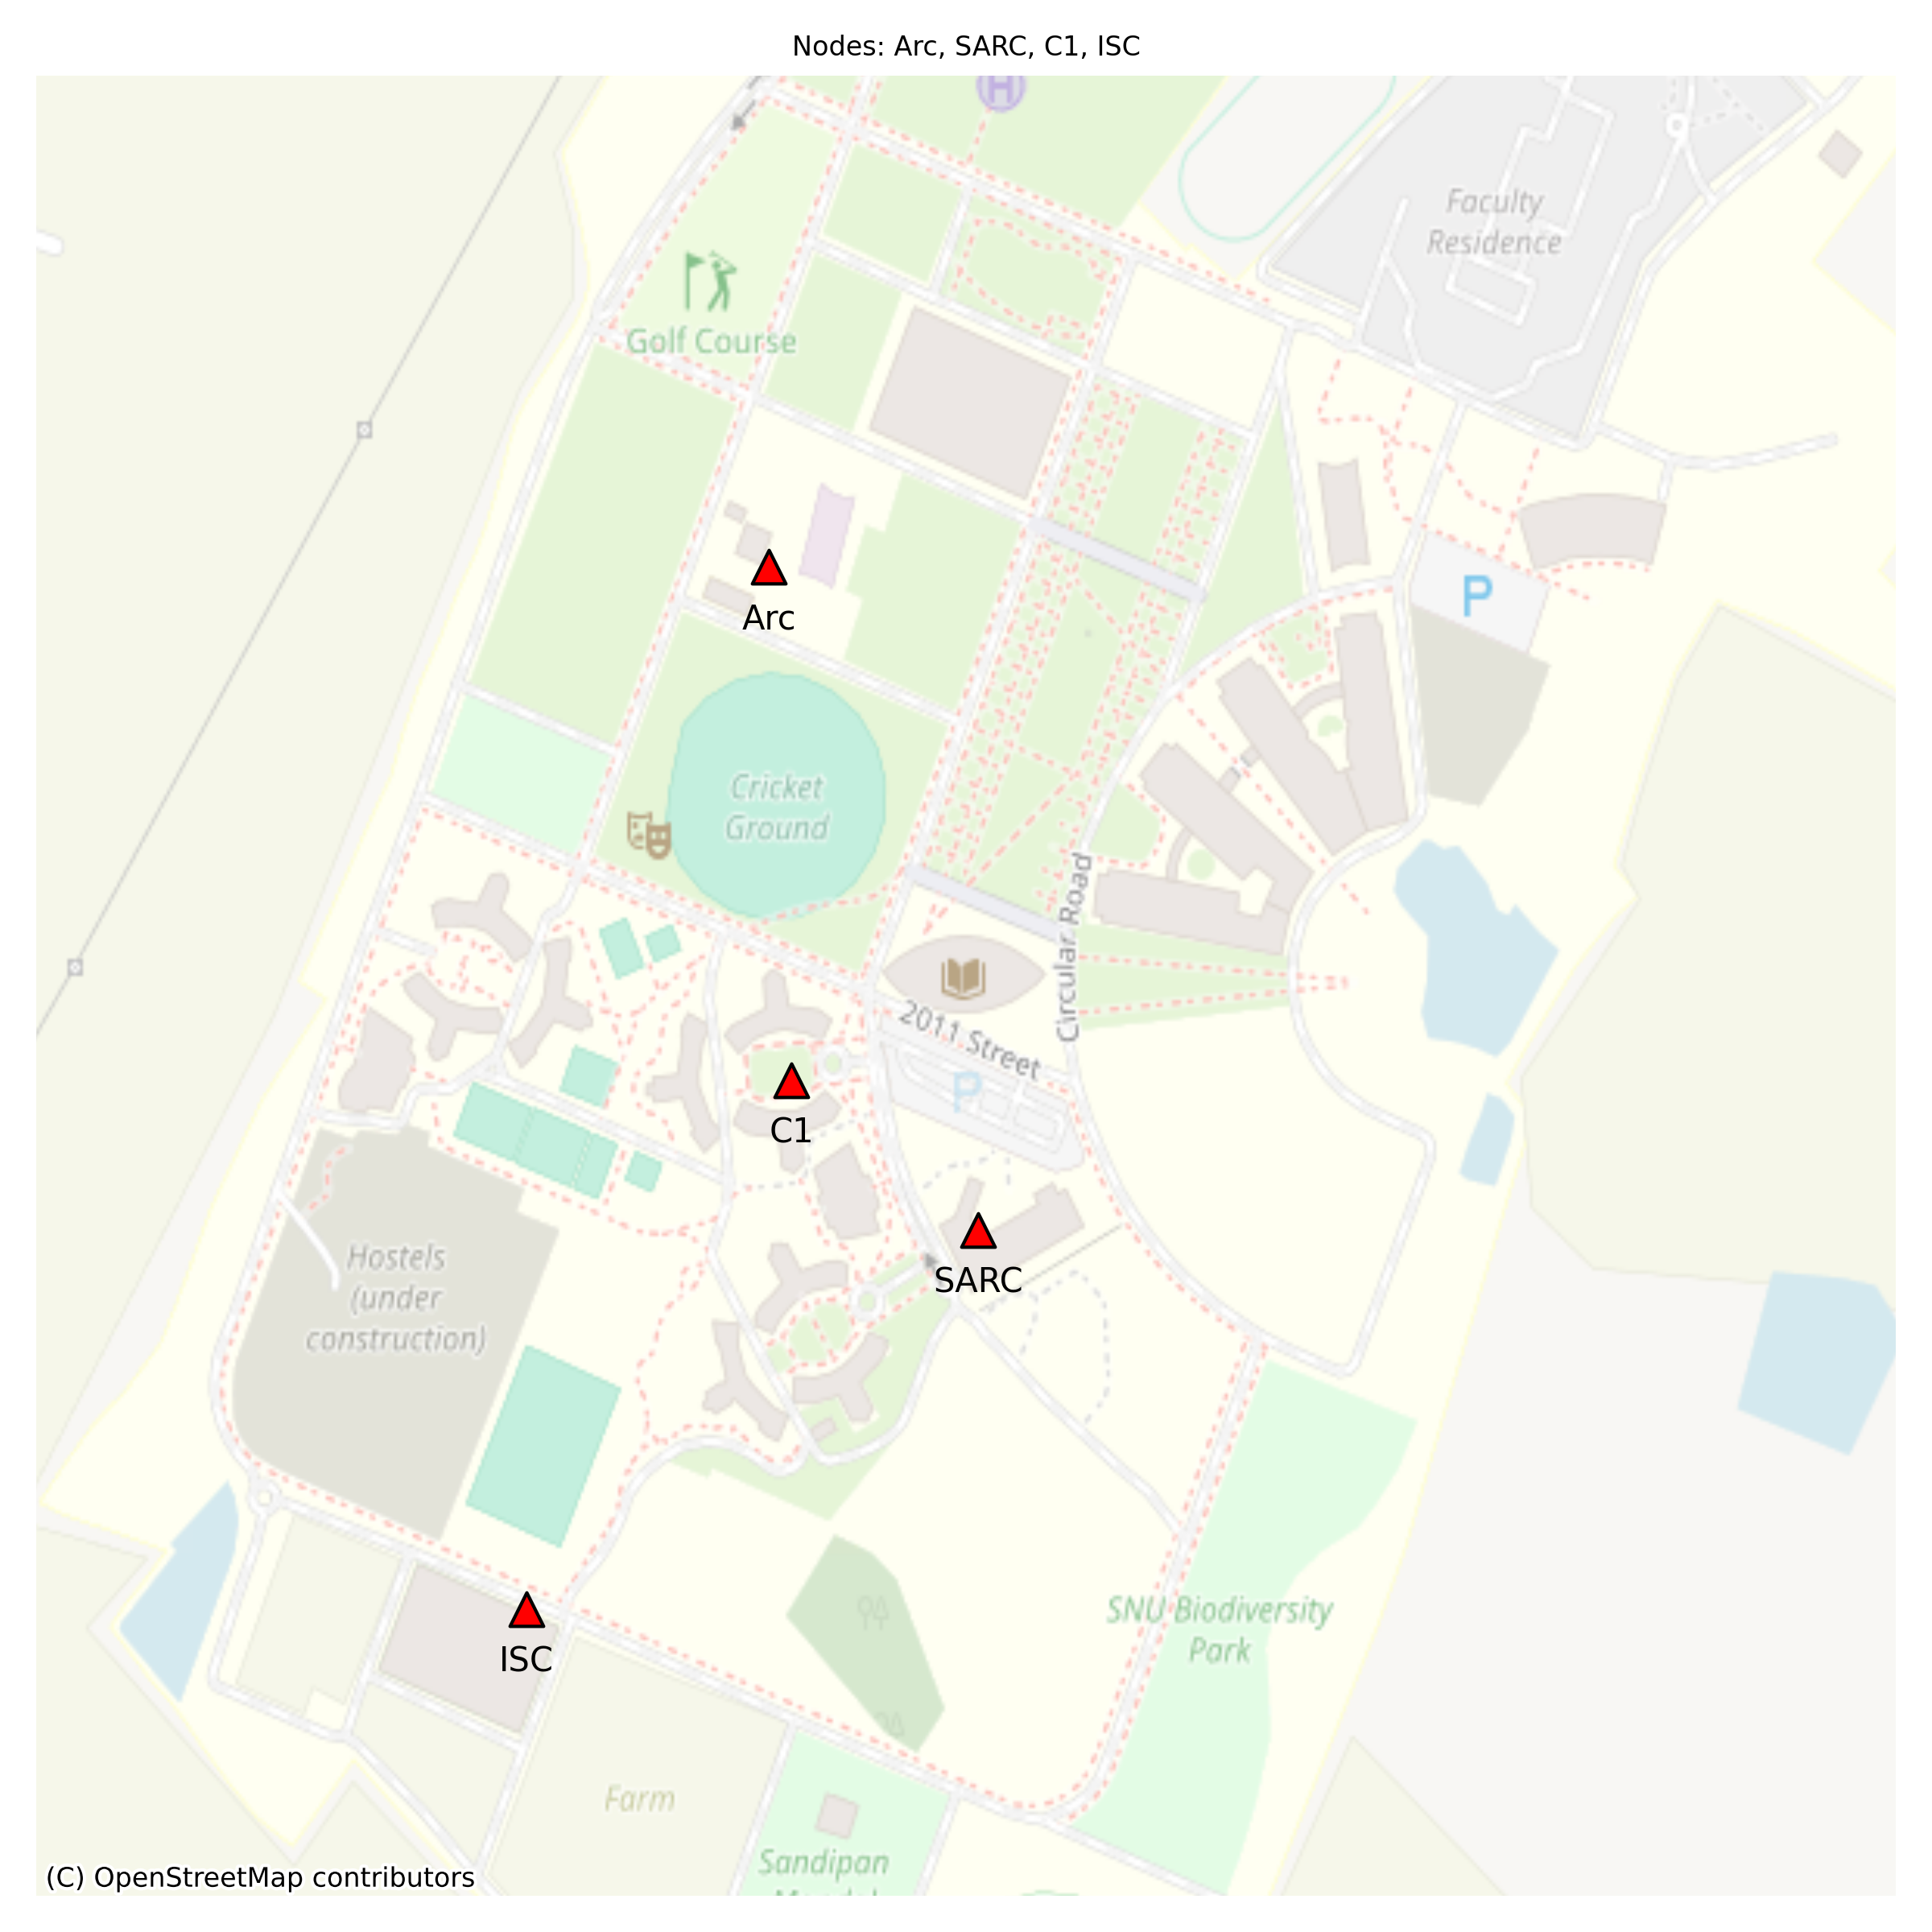 Nodes: Arc, SARC, C1, ISC
H
Faculty
Residence
Golf Course
P
Arc
Cricket
Ground
Circular Road
2011 Street
P
C1
SARC
Hostels
(under
construction)
ISC
SNU Biodiversity
Park
Farm
Sandipan
(C) OpenStreetMap contributors